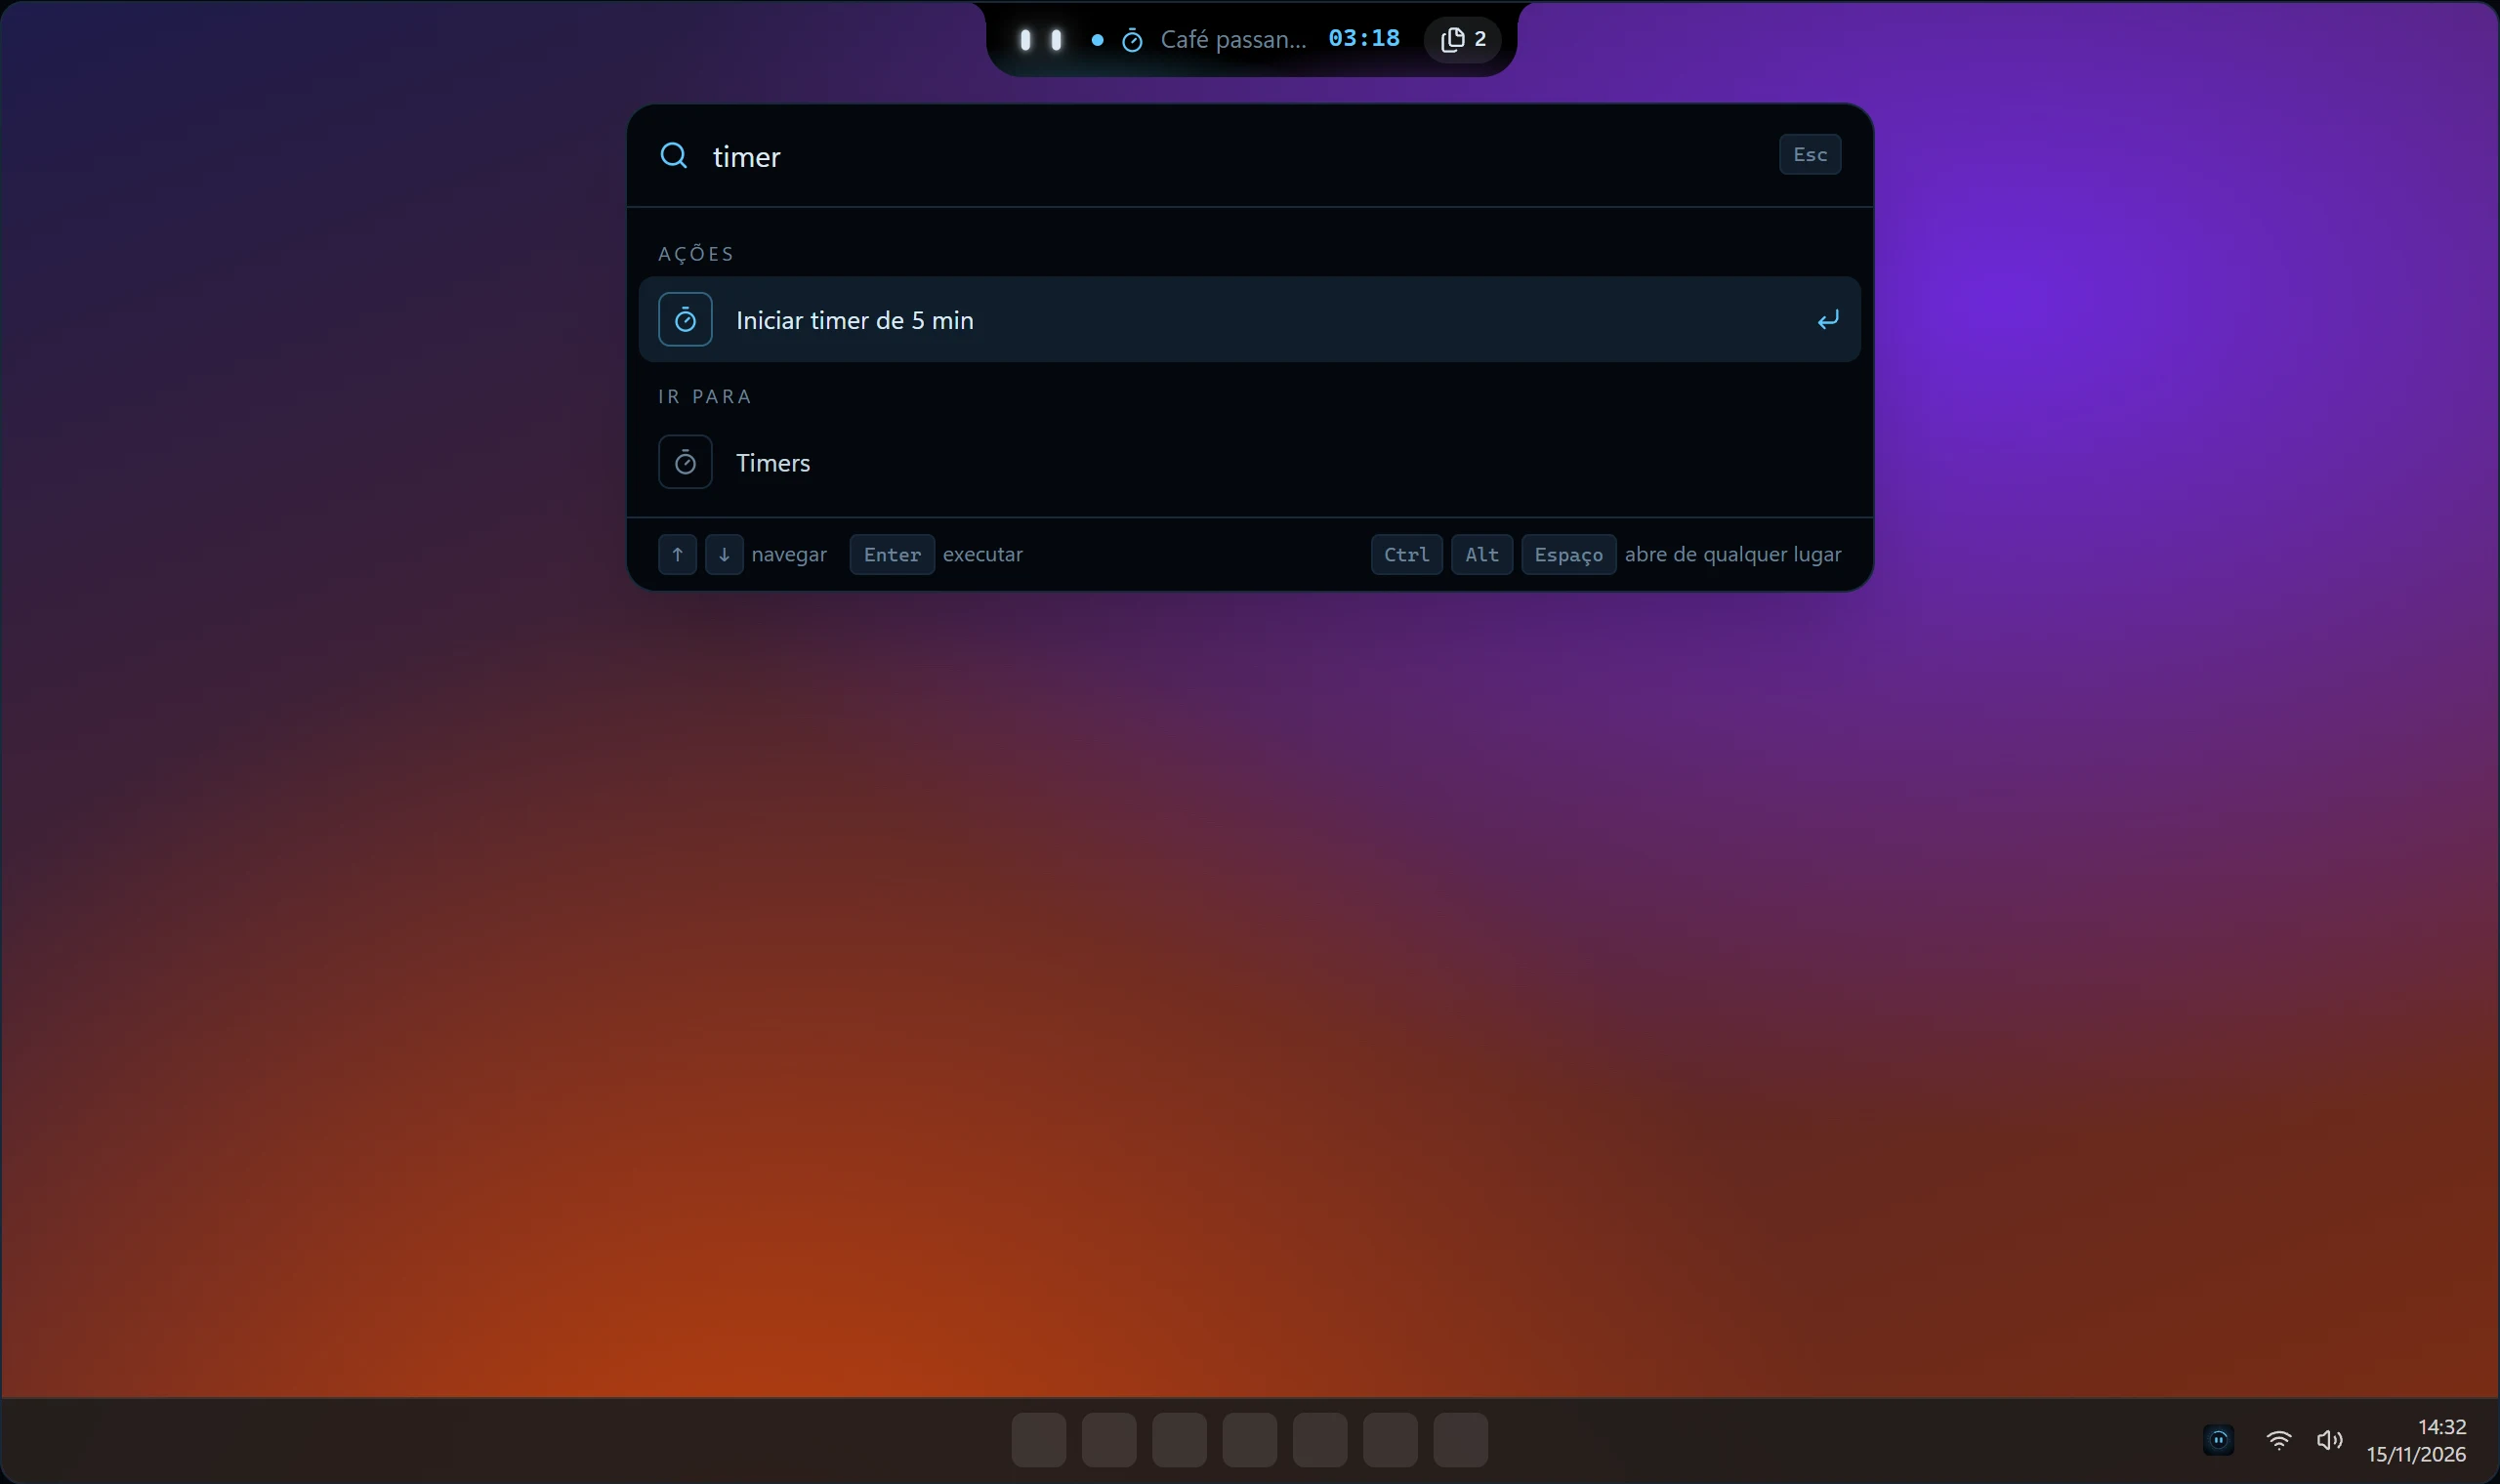 Café passan... 03:18 2
timer Esc
AÇÕES
Iniciar timer de 5 min
IR PARA
Timers
↑ ↓ navegar Enter executar Ctrl Alt Espaço abre de qualquer lugar
14:32
15/11/2026